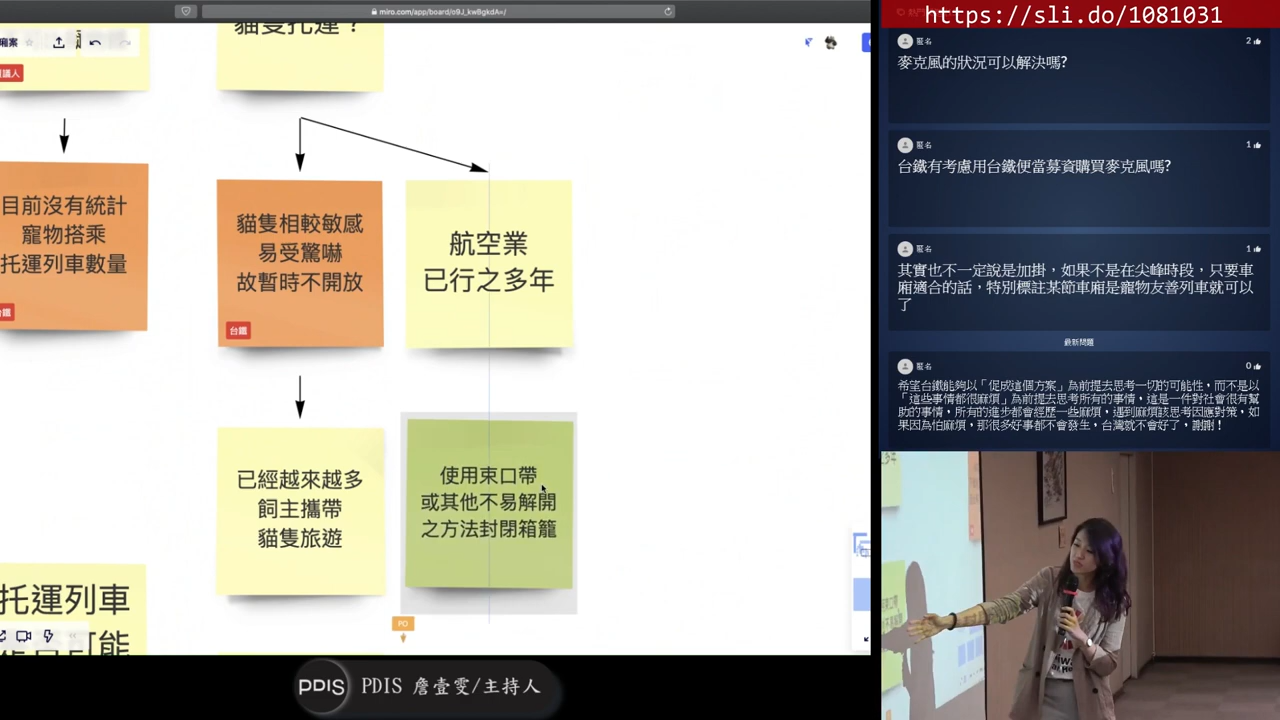 miro.com/app/board/o9J_kwBgkdA=/
貓隻托運？
議人
目前沒有統計
寵物搭乘
托運列車數量
貓隻相較敏感
易受驚嚇
故暫時不開放
台鐵
航空業
已行之多年
已經越來越多
飼主攜帶
貓隻旅遊
使用束口帶
或其他不易解開
之方法封閉箱籠
PO
托運列車
PDIS
PDIS 詹壹雯/主持人
https://sli.do/1081031
匿名
2
麥克風的狀況可以解決嗎?
匿名
1
台鐵有考慮用台鐵便當募資購買麥克風嗎?
匿名
1
其實也不一定說是加掛，如果不是在尖峰時段，只要車
廂適合的話，特別標註某節車廂是寵物友善列車就可以
了
最新問題
匿名
0
希望台鐵能夠以「促成這個方案」為前提去思考一切的可能性，而不是以
「這些事情都很麻煩」為前提去思考所有的事情，這是一件對社會很有幫
助的事情，所有的進步都會經歷一些麻煩，遇到麻煩該思考因應對策，如
果因為怕麻煩，那很多好事都不會發生，台灣就不會好了，謝謝！